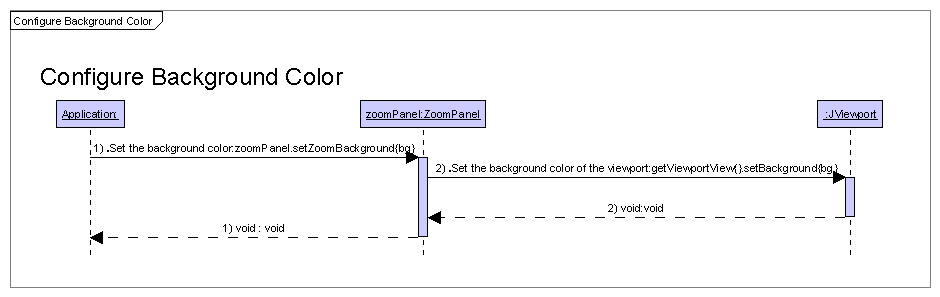 Configure Background Color
Configure Background Color
Application:
zoomPanel:ZoomPanel
:JViewport
1) .Set the background color:zoomPanel.setZoomBackground{bg}
2) .Set the background color of the viewport:getViewportView{}.setBackground{bg}
2) void:void
1) void : void